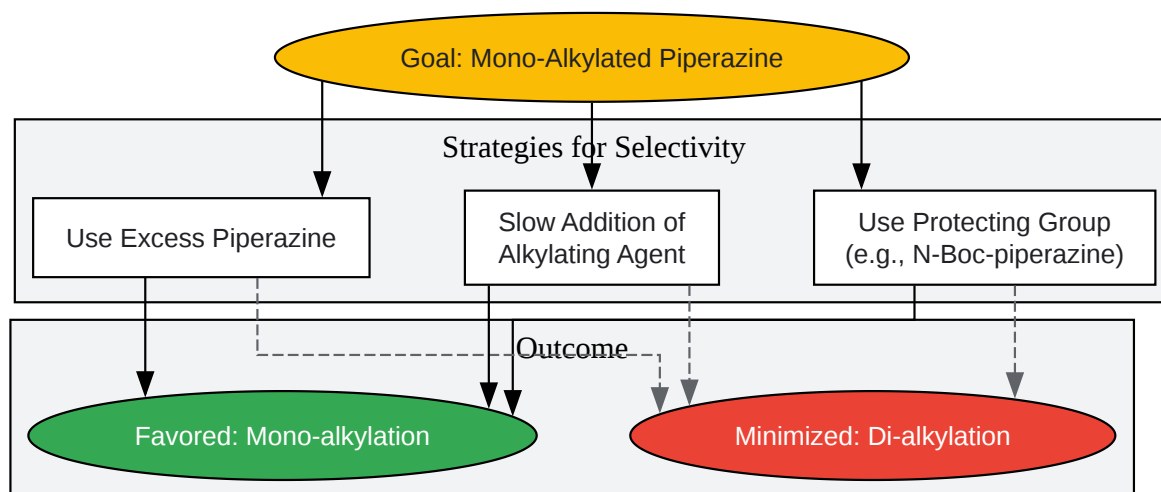 Goal: Mono-Alkylated Piperazine
Strategies for Selectivity
Use Excess Piperazine
Slow Addition of
Alkylating Agent
Use Protecting Group
(e.g., N-Boc-piperazine)
Outcome
Favored: Mono-alkylation
Minimized: Di-alkylation